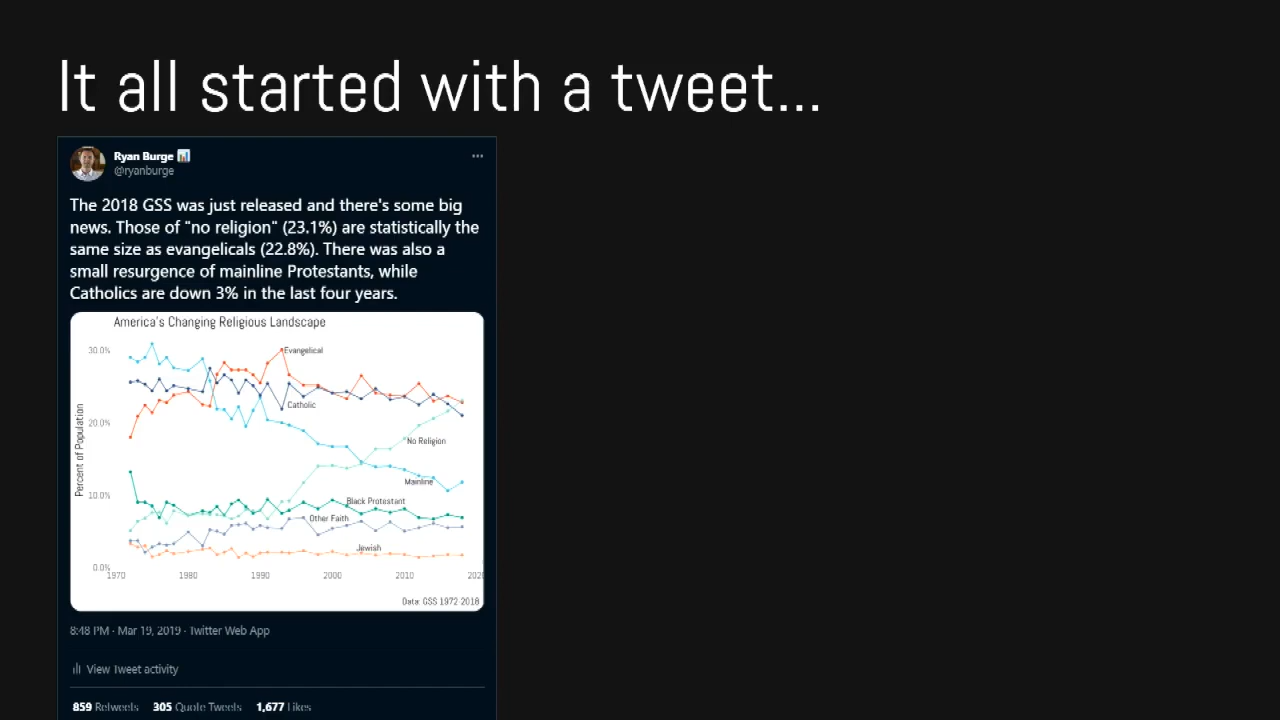 It all started with a tweet...
Ryan Burge 📊
@ryanburge
...
The 2018 GSS was just released and there's some big
news. Those of "no religion" (23.1%) are statistically the
same size as evangelicals (22.8%). There was also a
small resurgence of mainline Protestants, while
Catholics are down 3% in the last four years.
America's Changing Religious Landscape
30.0%
Evangelical
Catholic
20.0%
No Religion
Percent of Population
Mainline
10.0%
Black Protestant
Other Faith
Jewish
0.0%
1970 1980 1990 2000 2010 202
Data: GSS 1972-2018
8:48 PM · Mar 19, 2019 · Twitter Web App
View Tweet activity
859 Retweets 305 Quote Tweets 1,677 Likes